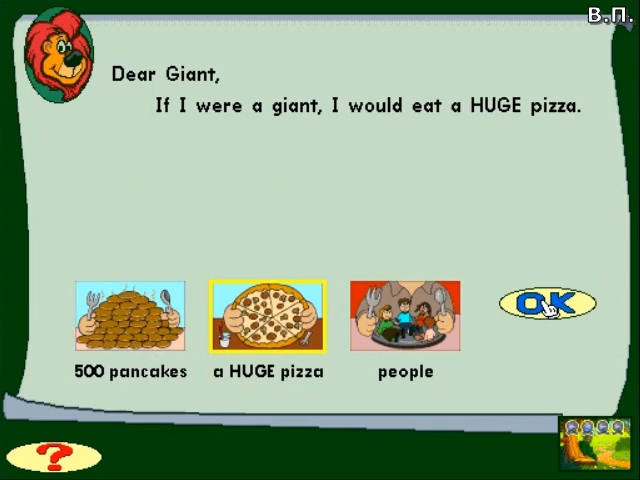 В.П.
Dear Giant,
If I were a giant, I would eat a HUGE pizza.
OK
500 pancakes
a HUGE pizza
people
?